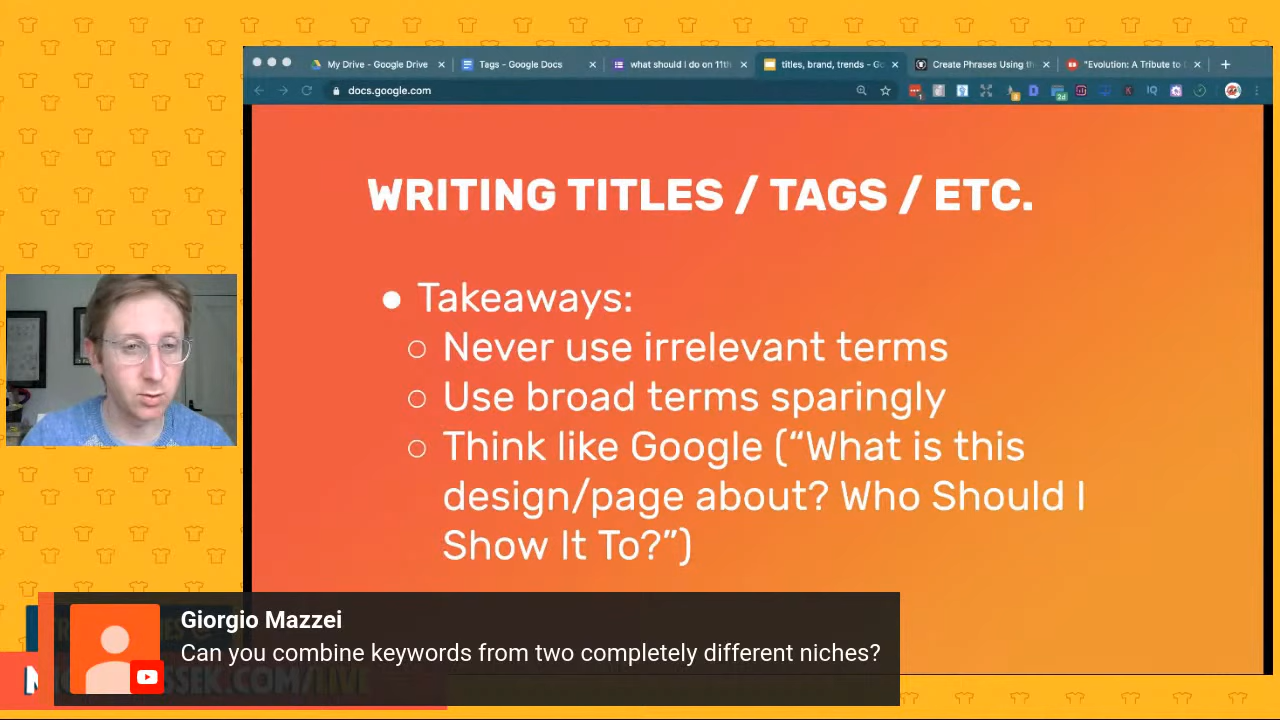 My Drive - Google Drive
Tags - Google Docs
what should I do on 11th
titles, brand, trends - Go
Create Phrases Using th
"Evolution: A Tribute to
docs.google.com
WRITING TITLES / TAGS / ETC.
Takeaways:
Never use irrelevant terms
Use broad terms sparingly
Think like Google (“What is this
design/page about? Who Should I
Show It To?”)
Giorgio Mazzei
Can you combine keywords from two completely different niches?